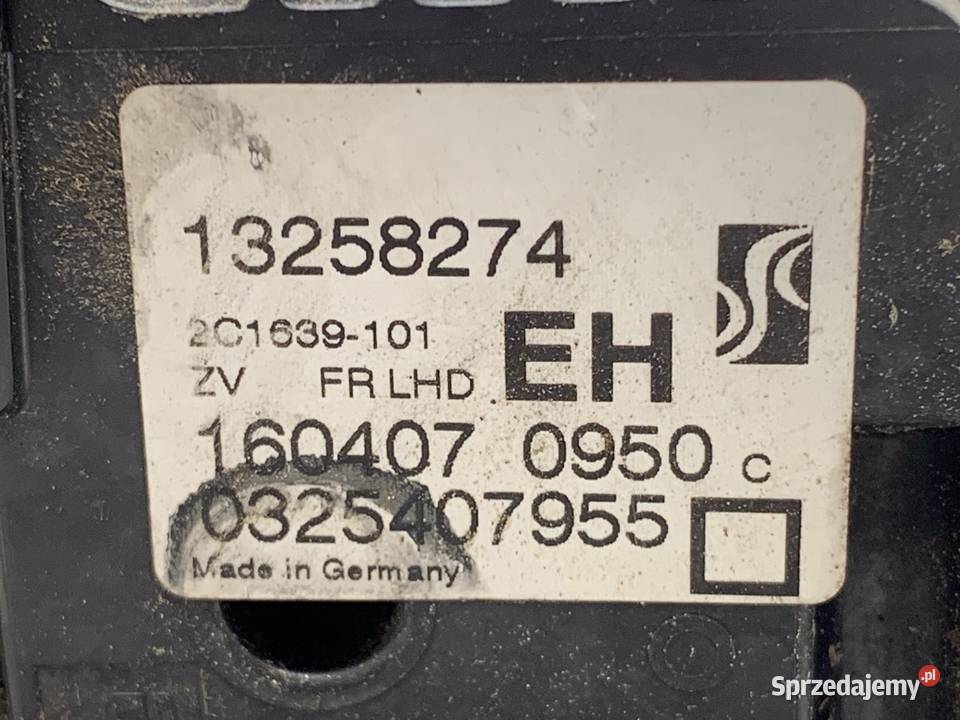 13258274
2C1639-101
EH
ZV FR LHD
160407 0950 C
0325407955
Made in Germany
Sprzedajemy.pl